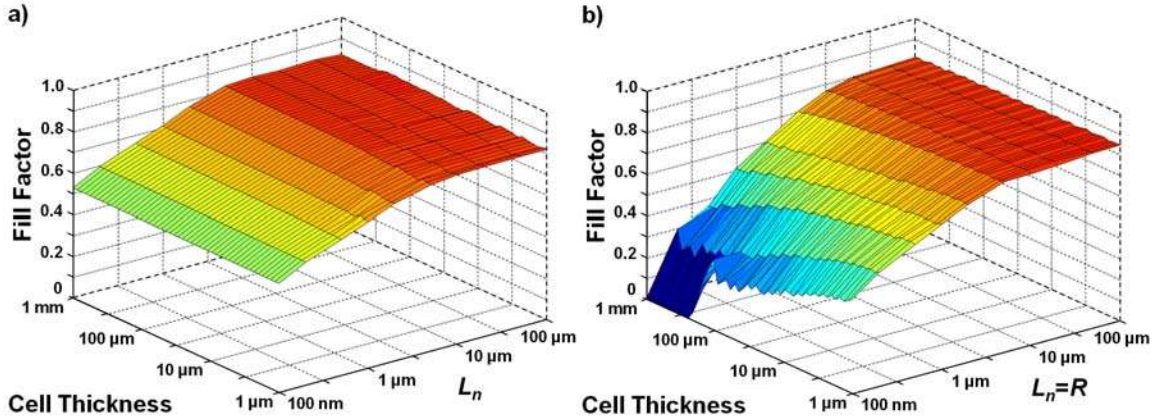 a)
1.0
0.8
0.6
0.4
0.2
0
Fill Factor
1 mm
100 µm
10 µm
1 µm
Cell Thickness
100 nm
1 µm
10 µm
100 µm
Ln
b)
1.0
0.8
0.6
0.4
0.2
0
Fill Factor
1 mm
100 µm
10 µm
1 µm
Cell Thickness
100 nm
1 µm
10 µm
100 µm
Ln=R